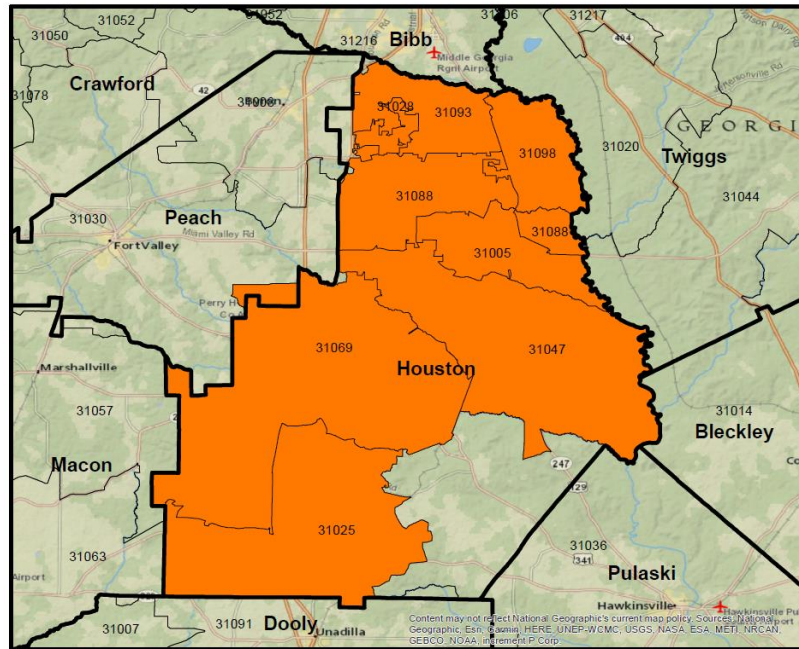 31052
31052
31050
31216
Bibb
31217
Middle Georgia
Rgnl Airport
Crawford
31078
42
31008
31028
31093
31098
GEORGI
31020
Twiggs
31044
31088
31030
Peach
Miami Valley Rd
Fort Valley
31005
31088
31069
Houston
31047
Marshallville
31057
Macon
31014
Bleckley
247
129
31025
31063
Airport
31036
341
Pulaski
Hawkinsville
31007
31091
Dooly
Unadilla
Content may not reflect National Geographic's current map policy. Sources: National
Geographic, Esri, Garmin, HERE, UNEP-WCMC, USGS, NASA, ESA, METI, NRCAN,
GEBCO, NOAA, increment P Corp.